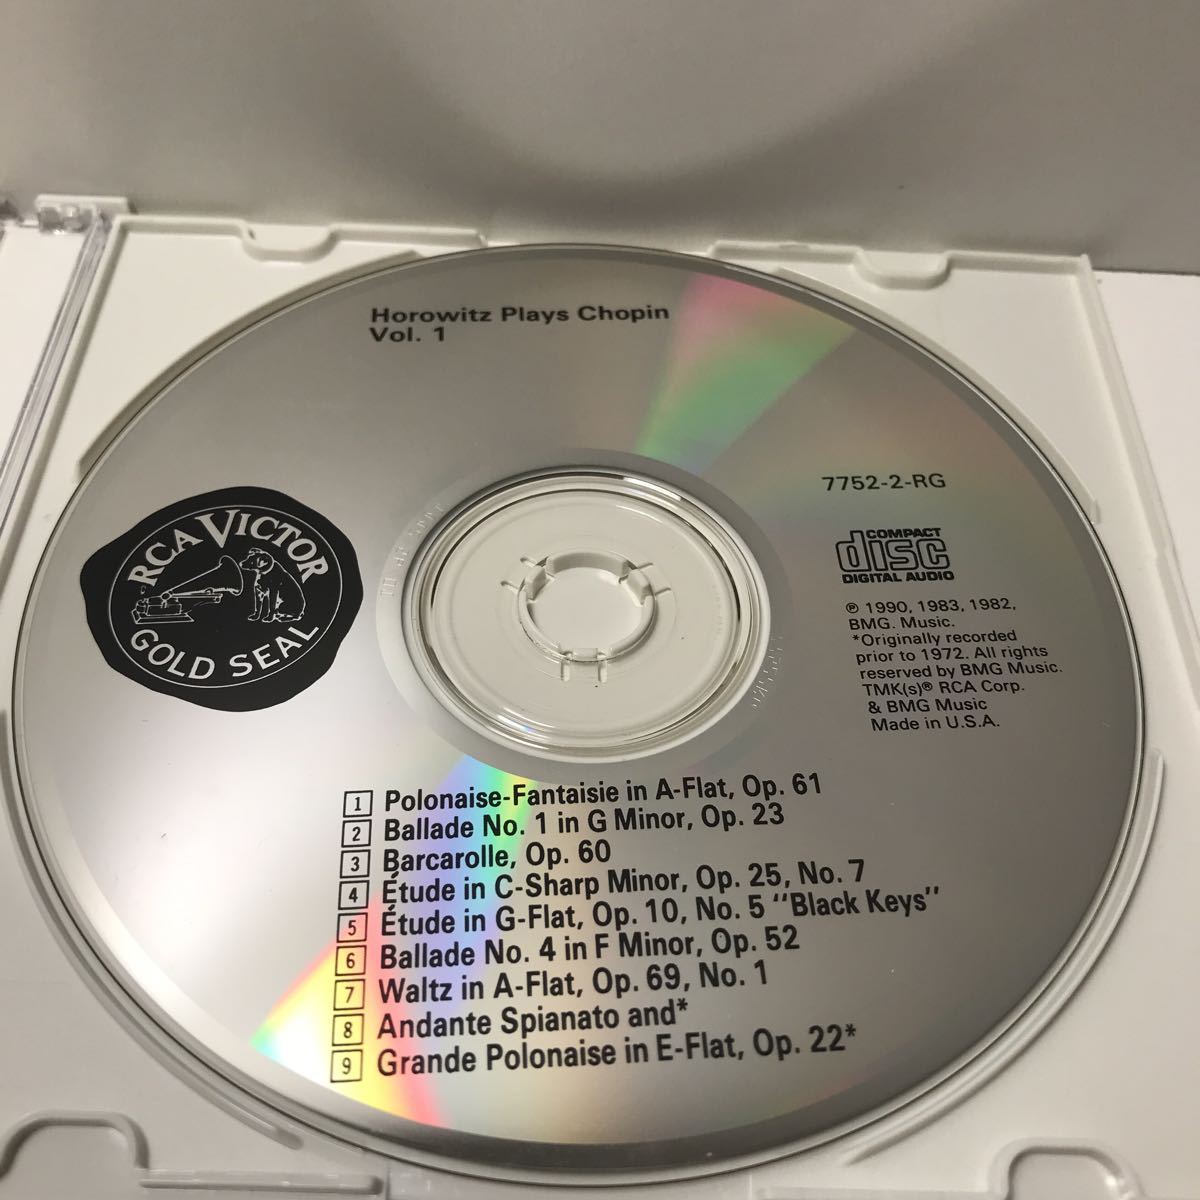 Horowitz Plays Chopin
Vol. 1
RCA VICTOR
GOLD SEAL
7752-2-RG
COMPACT
disc
DIGITAL AUDIO
℗ 1990, 1983, 1982,
BMG. Music.
*Originally recorded
prior to 1972. All rights
reserved by BMG Music.
TMK(s)® RCA Corp.
& BMG Music
Made in U.S.A.
1 Polonaise-Fantaisie in A-Flat, Op. 61
2 Ballade No. 1 in G Minor, Op. 23
3 Barcarolle, Op. 60
4 Étude in C-Sharp Minor, Op. 25, No. 7
5 Étude in G-Flat, Op. 10, No. 5 "Black Keys"
6 Ballade No. 4 in F Minor, Op. 52
7 Waltz in A-Flat, Op. 69, No. 1
8 Andante Spianato and*
9 Grande Polonaise in E-Flat, Op. 22*